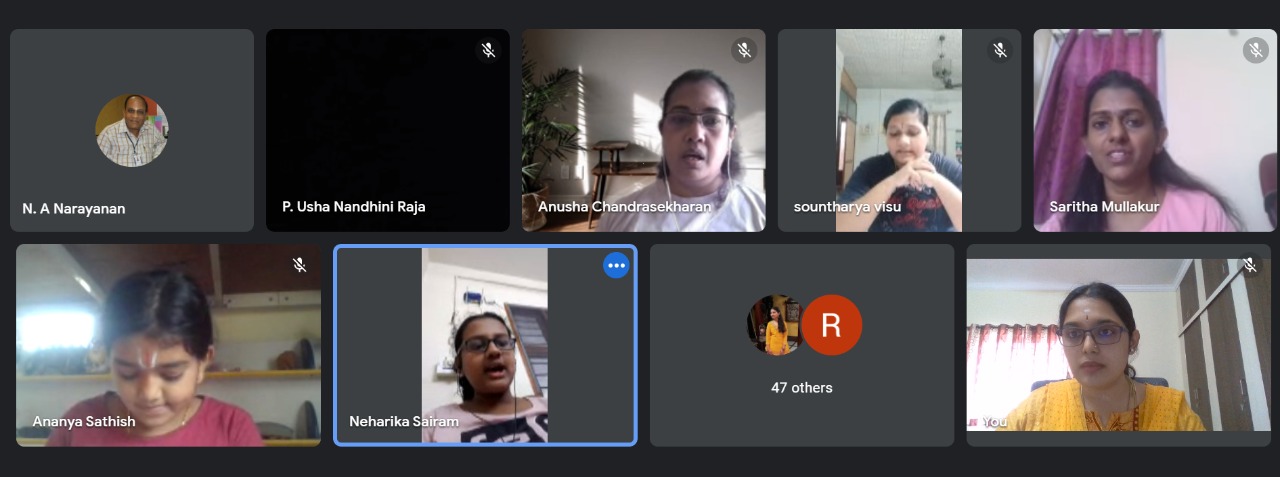 N. A Narayanan
P. Usha Nandhini Raja
Anusha Chandrasekharan
sountharya visu
Saritha Mullakur
Ananya Sathish
Neharika Sairam
R
47 others
You